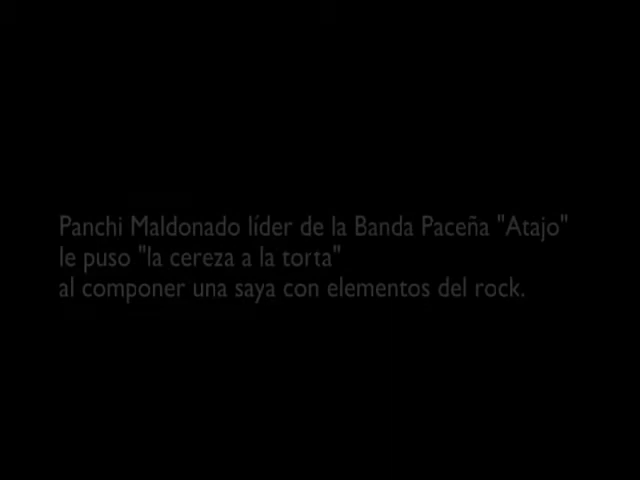 Panchi Maldonado líder de la Banda Paceña "Atajo"
le puso "la cereza a la torta"
al componer una saya con elementos del rock.